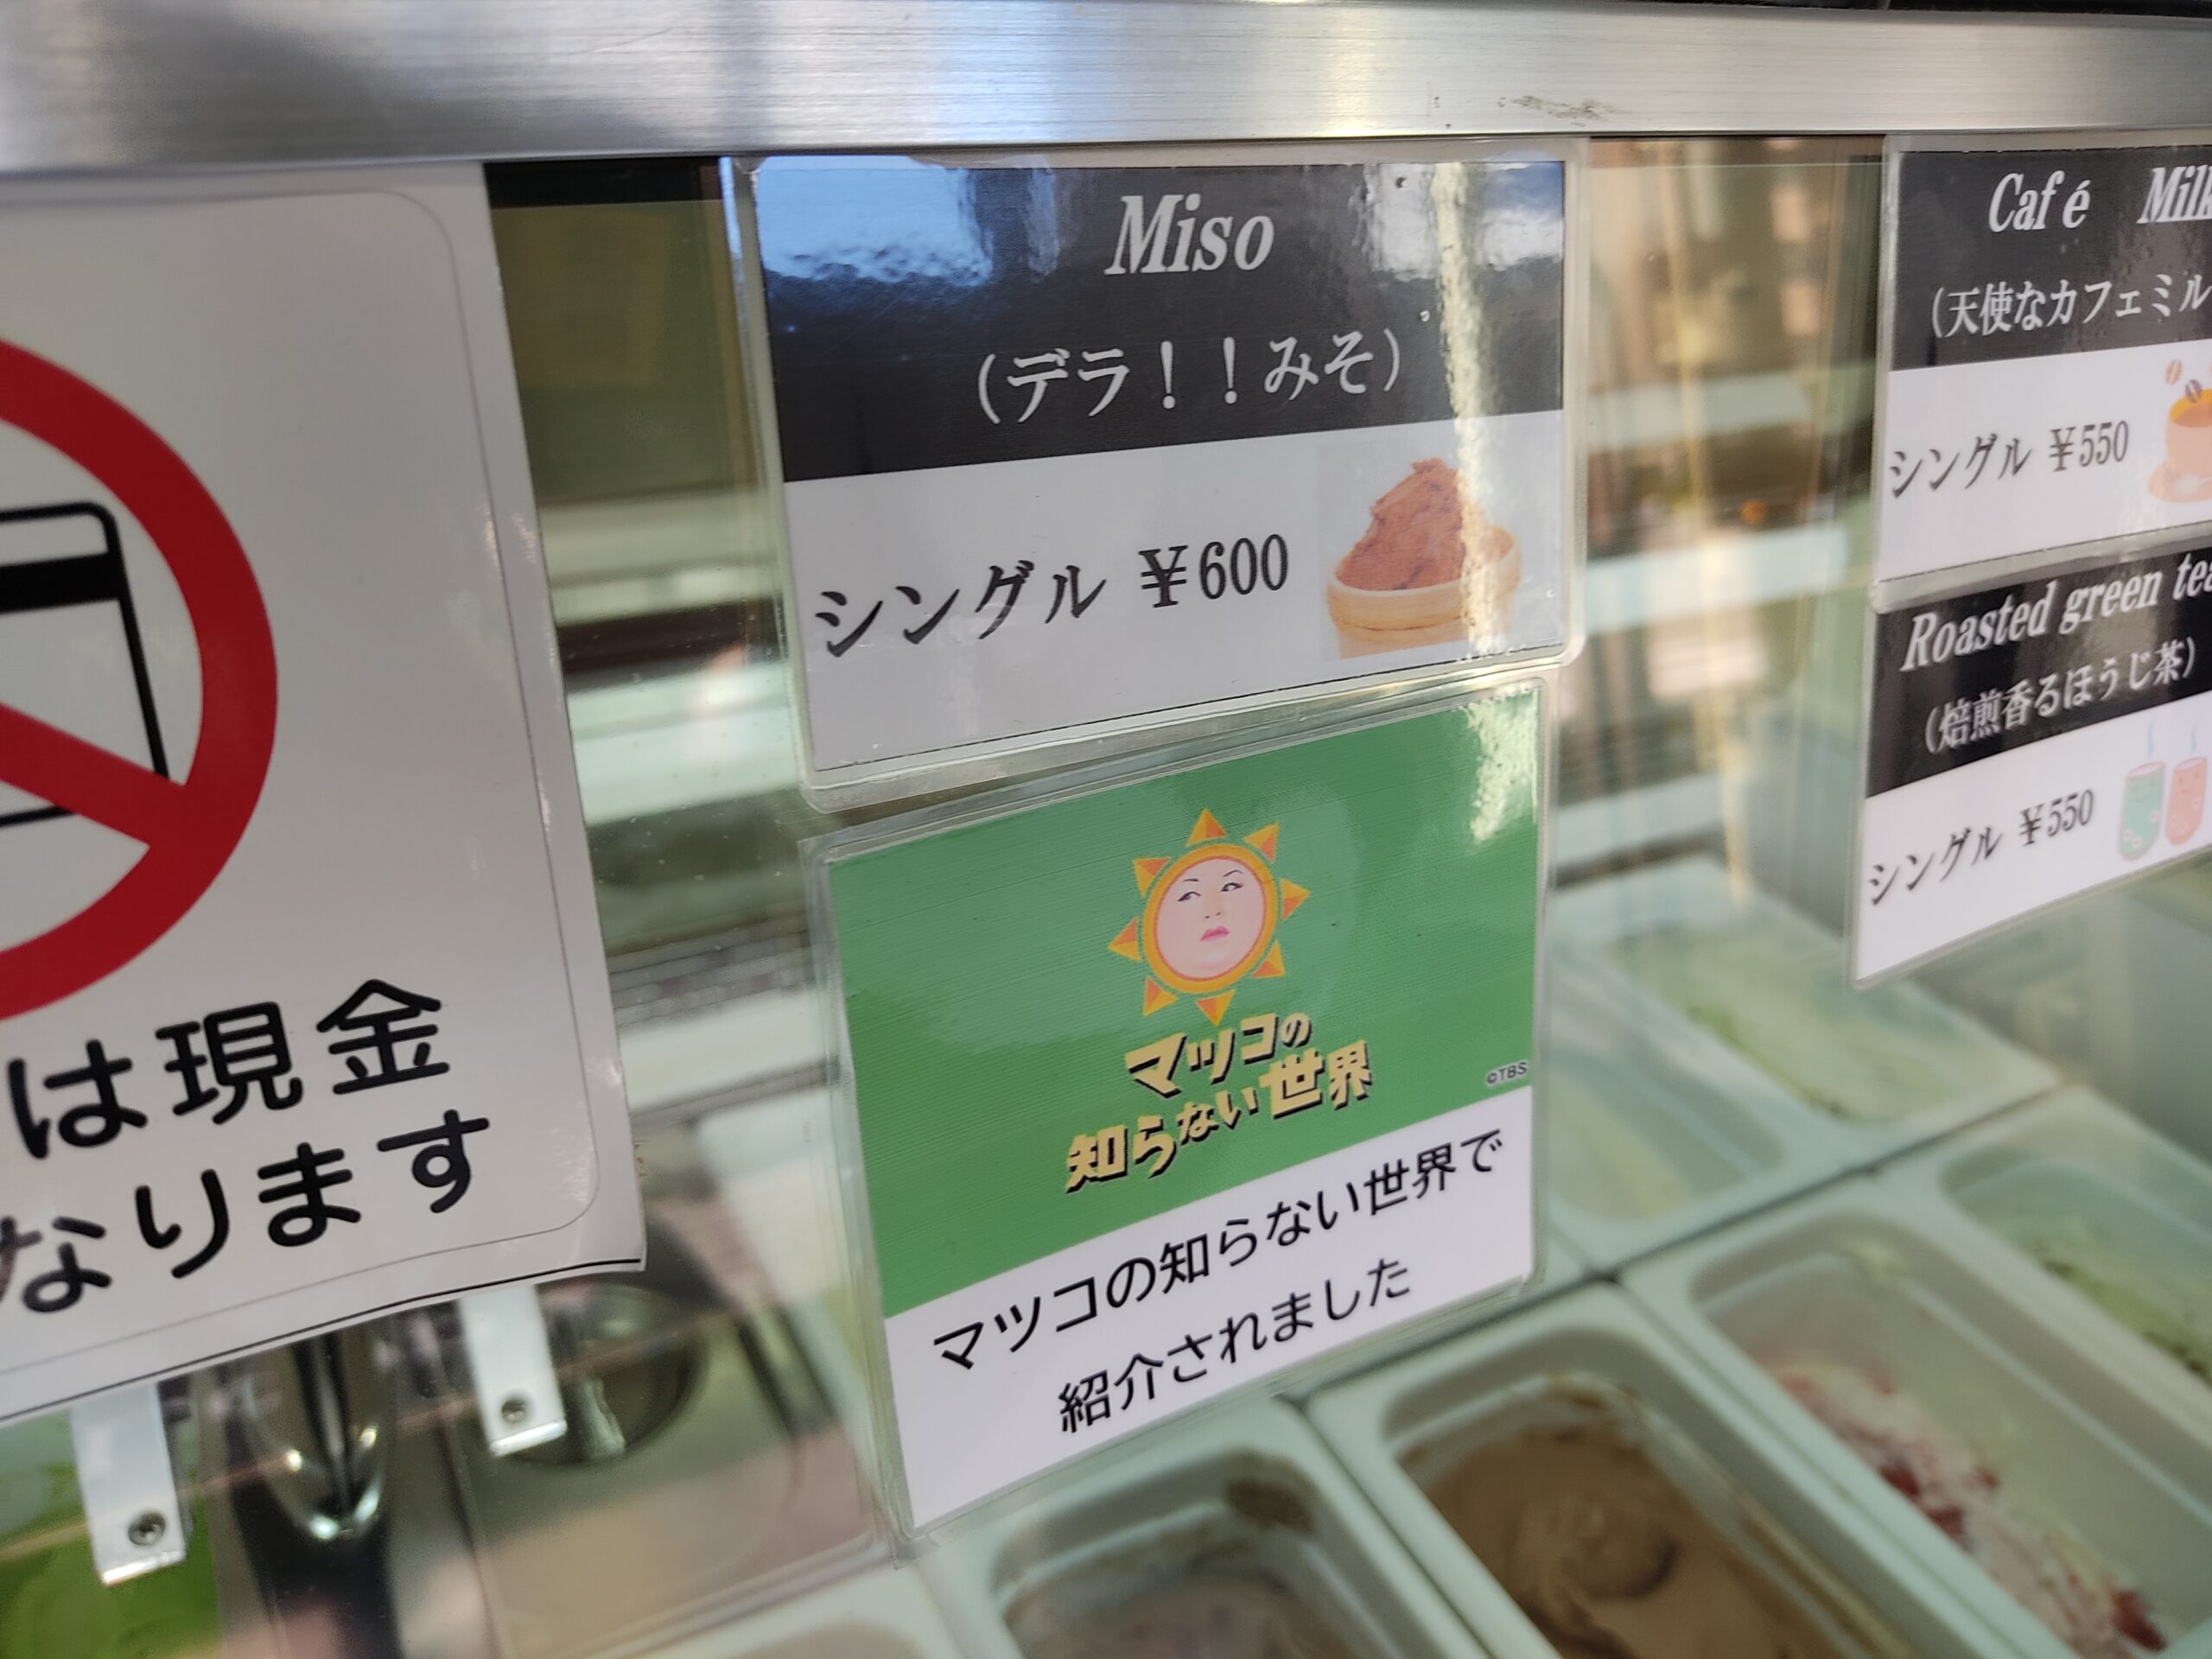 は現金
なります
Miso
（デラ！！みそ）
シングル ￥600
マツコの
知らない世界
©TBS
マツコの知らない世界で
紹介されました
Café
（天使なカフェミル
シングル ￥550
Roasted green tea
（焙煎香るほうじ茶）
シングル ￥550